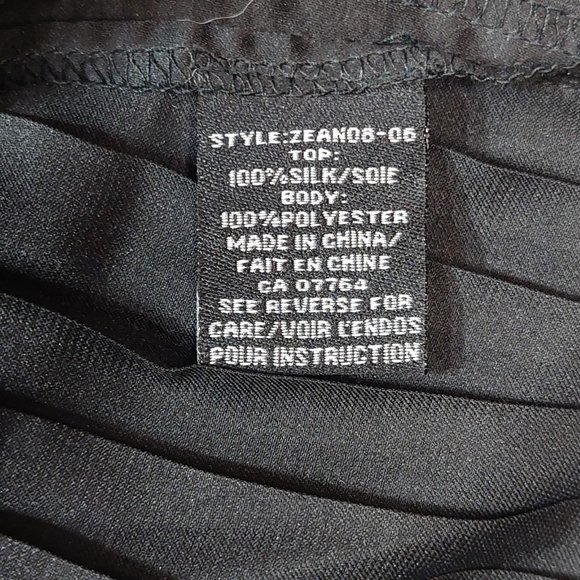 STYLE:ZEAN08-06
TOP:
100%SILK/SOIE
BODY:
100%POLYESTER
MADE IN CHINA/
FAIT EN CHINE
CA 07764
SEE REVERSE FOR
CARE/VOIR L'ENDOS
POUR INSTRUCTION